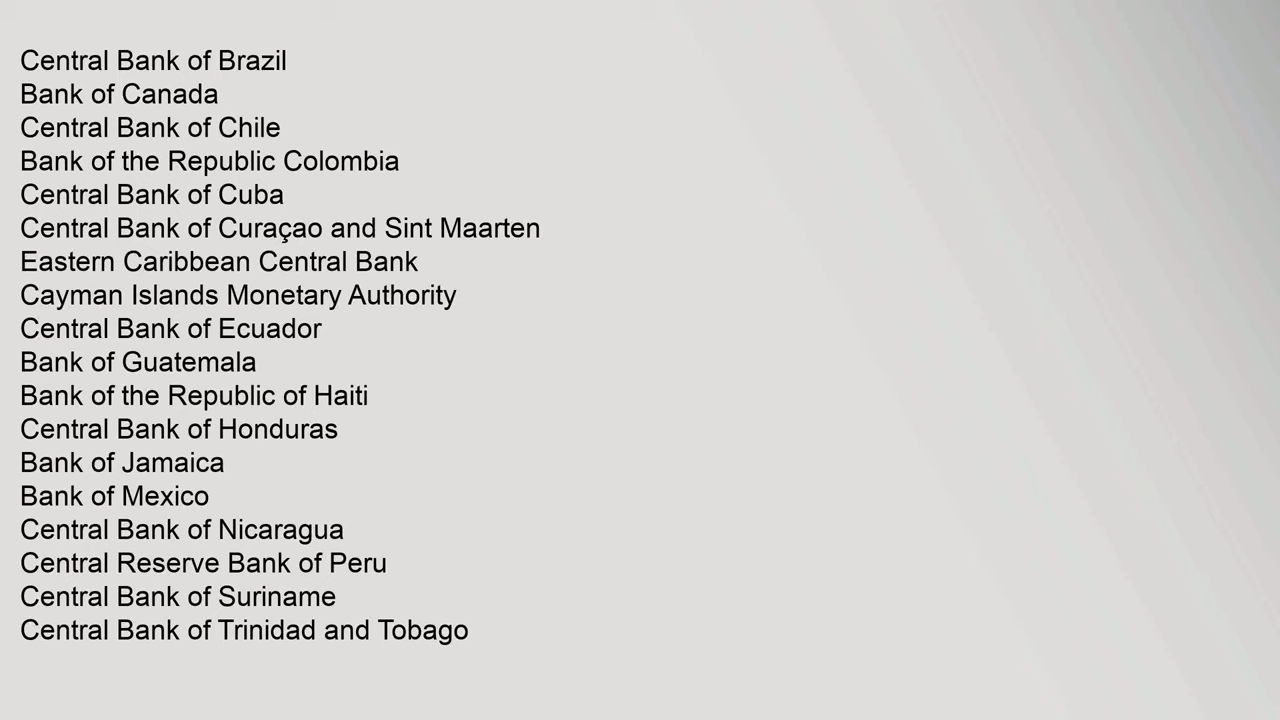 Central Bank of Brazil
Bank of Canada
Central Bank of Chile
Bank of the Republic Colombia
Central Bank of Cuba
Central Bank of Curaçao and Sint Maarten
Eastern Caribbean Central Bank
Cayman Islands Monetary Authority
Central Bank of Ecuador
Bank of Guatemala
Bank of the Republic of Haiti
Central Bank of Honduras
Bank of Jamaica
Bank of Mexico
Central Bank of Nicaragua
Central Reserve Bank of Peru
Central Bank of Suriname
Central Bank of Trinidad and Tobago